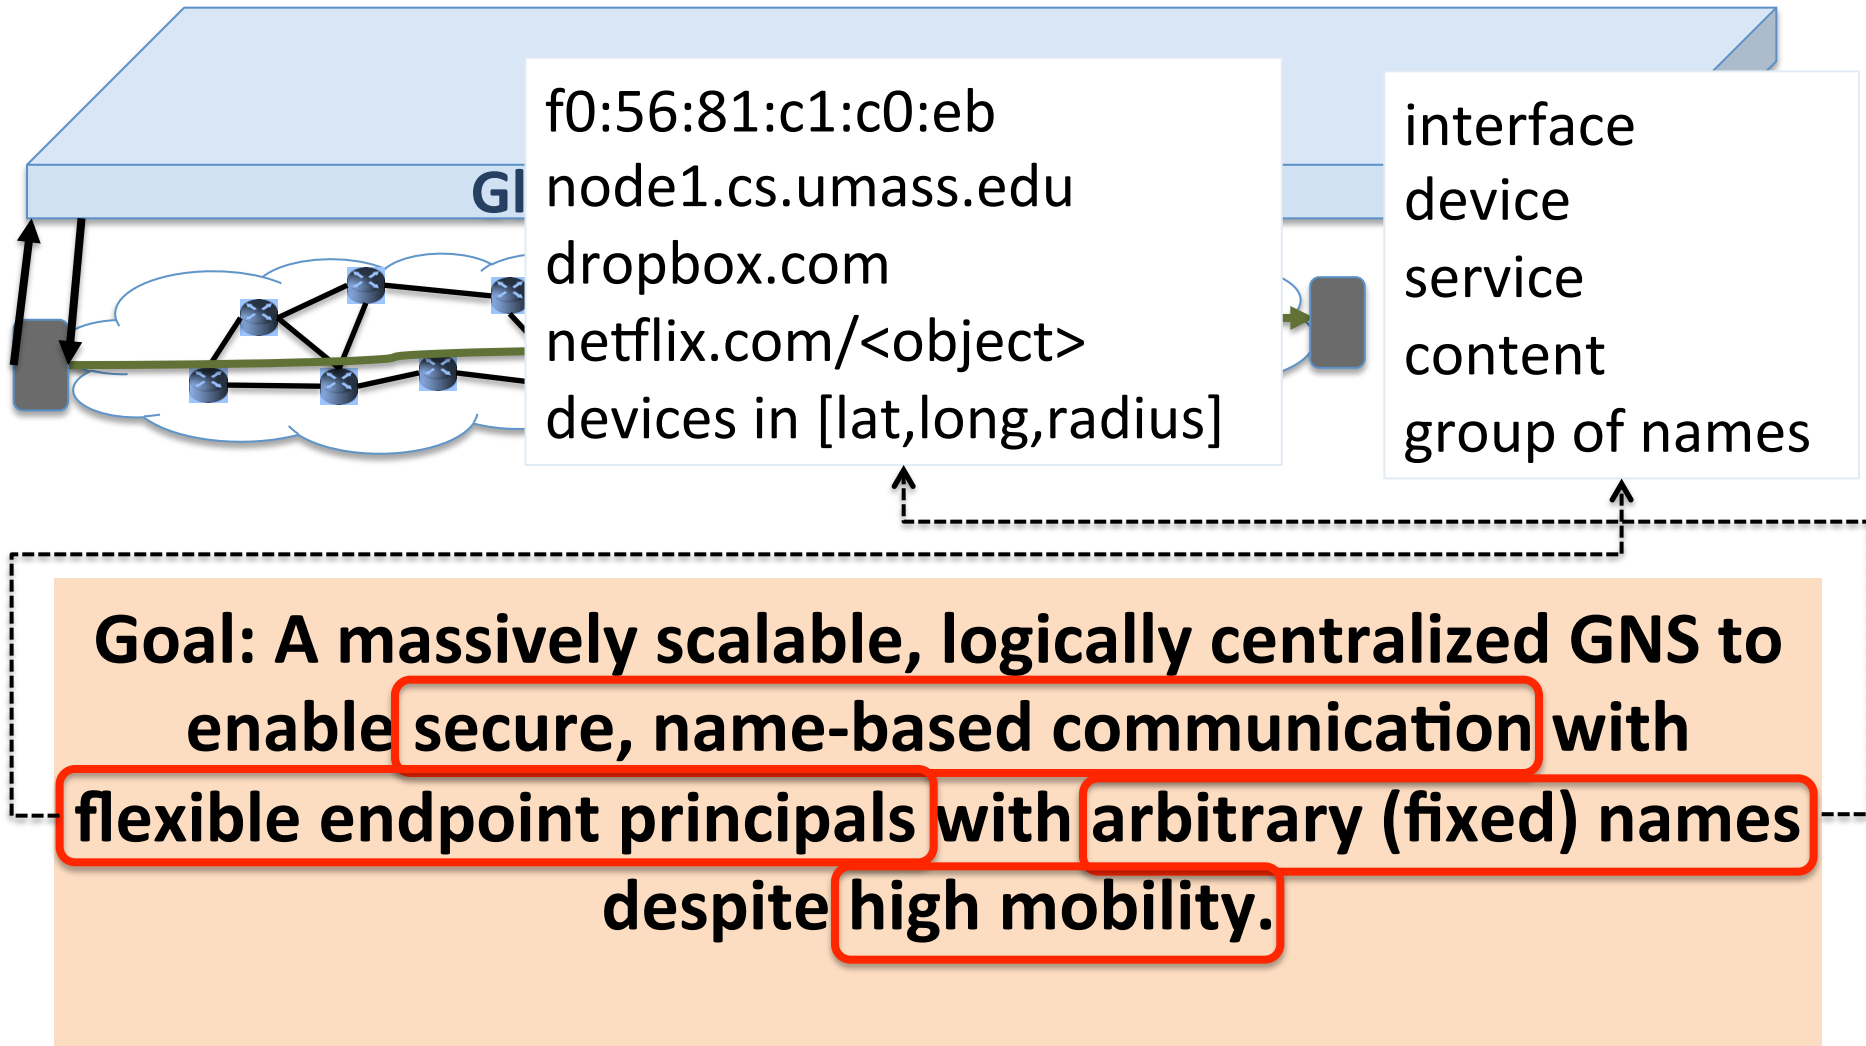 f0:56:81:c1:c0:eb
node1.cs.umass.edu
dropbox.com
netflix.com/<object>
devices in [lat,long,radius]
interface
device
service
content
group of names
Goal: A massively scalable, logically centralized GNS to
enable secure, name-based communication with
flexible endpoint principals with arbitrary (fixed) names
despite high mobility.